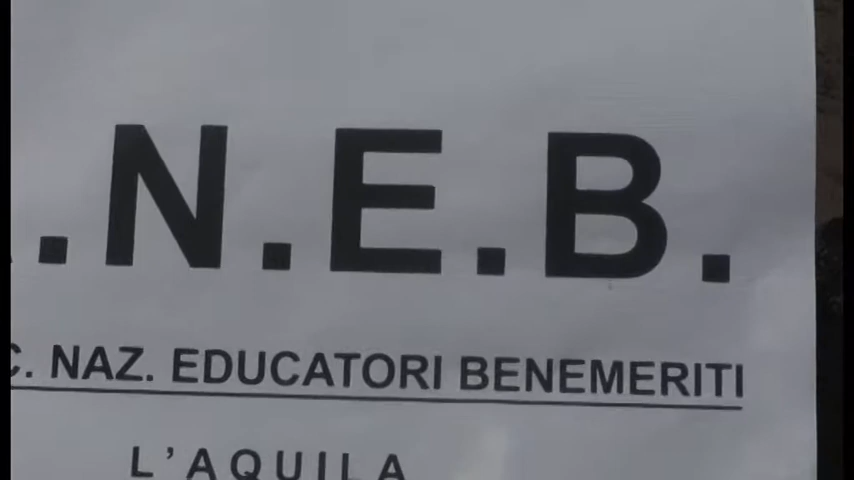 .N.E.B.
C. NAZ. EDUCATORI BENEMERITI
L'AQUILA